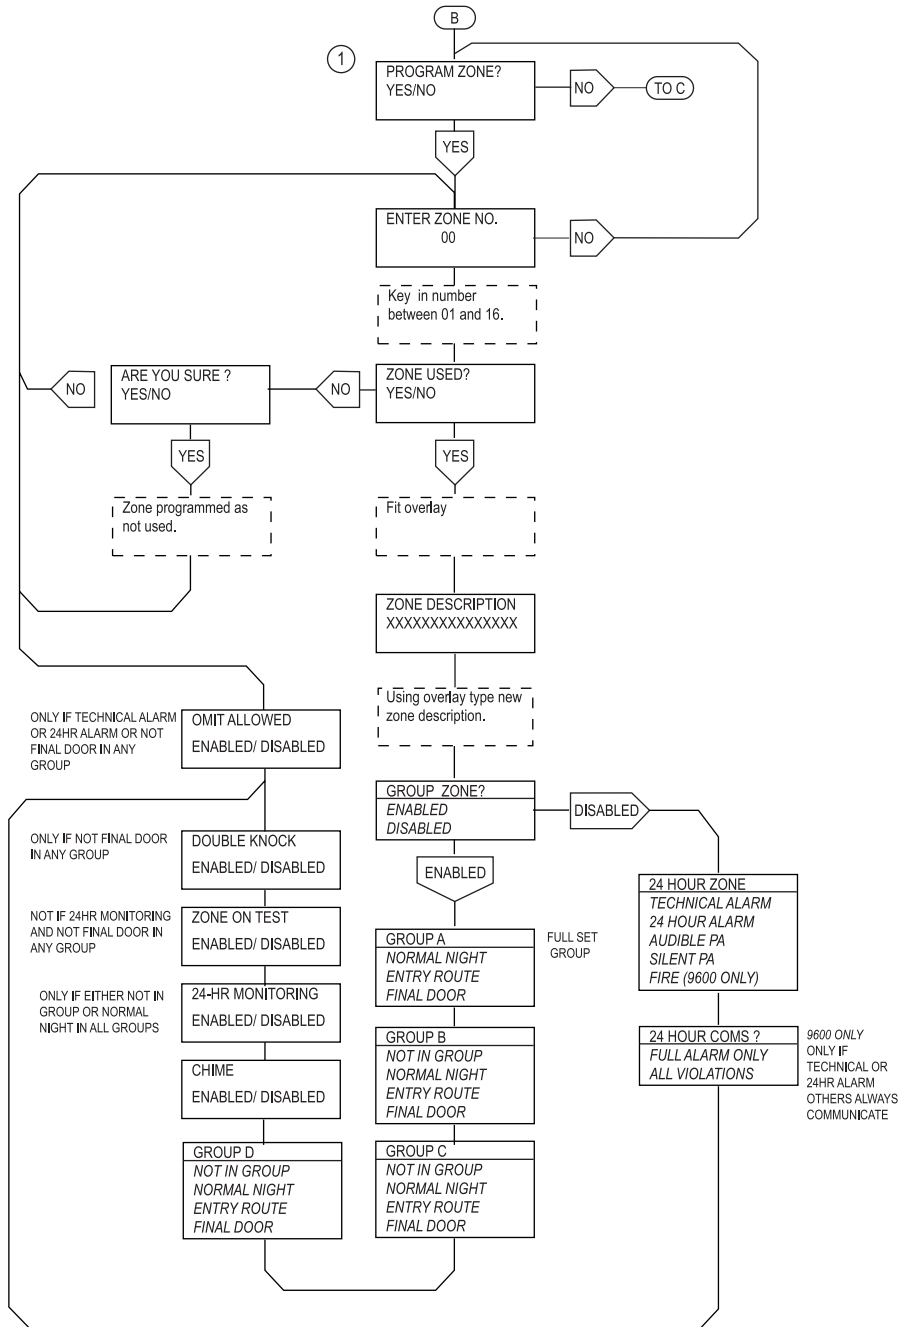 B
1
PROGRAM ZONE?
YES/NO
NO
TO C
YES
ENTER ZONE NO.
00
NO
Key in number
between 01 and 16.
ZONE USED?
YES/NO
NO
ARE YOU SURE ?
YES/NO
NO
YES
YES
Zone programmed as
not used.
Fit overlay
ZONE DESCRIPTION
XXXXXXXXXXXXXXX
Using overlay type new
zone description.
GROUP ZONE?
ENABLED
DISABLED
DISABLED
ENABLED
24 HOUR ZONE
TECHNICAL ALARM
24 HOUR ALARM
AUDIBLE PA
SILENT PA
FIRE (9600 ONLY)
24 HOUR COMS ?
FULL ALARM ONLY
ALL VIOLATIONS
9600 ONLY
ONLY IF
TECHNICAL OR
24HR ALARM
OTHERS ALWAYS
COMMUNICATE
GROUP A
NORMAL NIGHT
ENTRY ROUTE
FINAL DOOR
FULL SET
GROUP
GROUP B
NOT IN GROUP
NORMAL NIGHT
ENTRY ROUTE
FINAL DOOR
GROUP C
NOT IN GROUP
NORMAL NIGHT
ENTRY ROUTE
FINAL DOOR
GROUP D
NOT IN GROUP
NORMAL NIGHT
ENTRY ROUTE
FINAL DOOR
CHIME
ENABLED/ DISABLED
24-HR MONITORING
ENABLED/ DISABLED
ONLY IF EITHER NOT IN
GROUP OR NORMAL
NIGHT IN ALL GROUPS
ZONE ON TEST
ENABLED/ DISABLED
NOT IF 24HR MONITORING
AND NOT FINAL DOOR IN
ANY GROUP
DOUBLE KNOCK
ENABLED/ DISABLED
ONLY IF NOT FINAL DOOR
IN ANY GROUP
OMIT ALLOWED
ENABLED/ DISABLED
ONLY IF TECHNICAL ALARM
OR 24HR ALARM OR NOT
FINAL DOOR IN ANY
GROUP